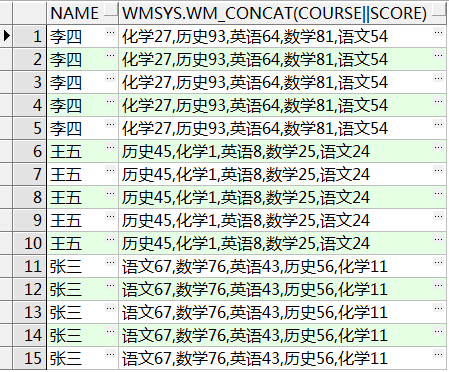 NAME WMSYS.WM_CONCAT(COURSE||SCORE)
1 李四 化学27,历史93,英语64,数学81,语文54
2 李四 化学27,历史93,英语64,数学81,语文54
3 李四 化学27,历史93,英语64,数学81,语文54
4 李四 化学27,历史93,英语64,数学81,语文54
5 李四 化学27,历史93,英语64,数学81,语文54
6 王五 历史45,化学1,英语8,数学25,语文24
7 王五 历史45,化学1,英语8,数学25,语文24
8 王五 历史45,化学1,英语8,数学25,语文24
9 王五 历史45,化学1,英语8,数学25,语文24
10 王五 历史45,化学1,英语8,数学25,语文24
11 张三 语文67,数学76,英语43,历史56,化学11
12 张三 语文67,数学76,英语43,历史56,化学11
13 张三 语文67,数学76,英语43,历史56,化学11
14 张三 语文67,数学76,英语43,历史56,化学11
15 张三 语文67,数学76,英语43,历史56,化学11